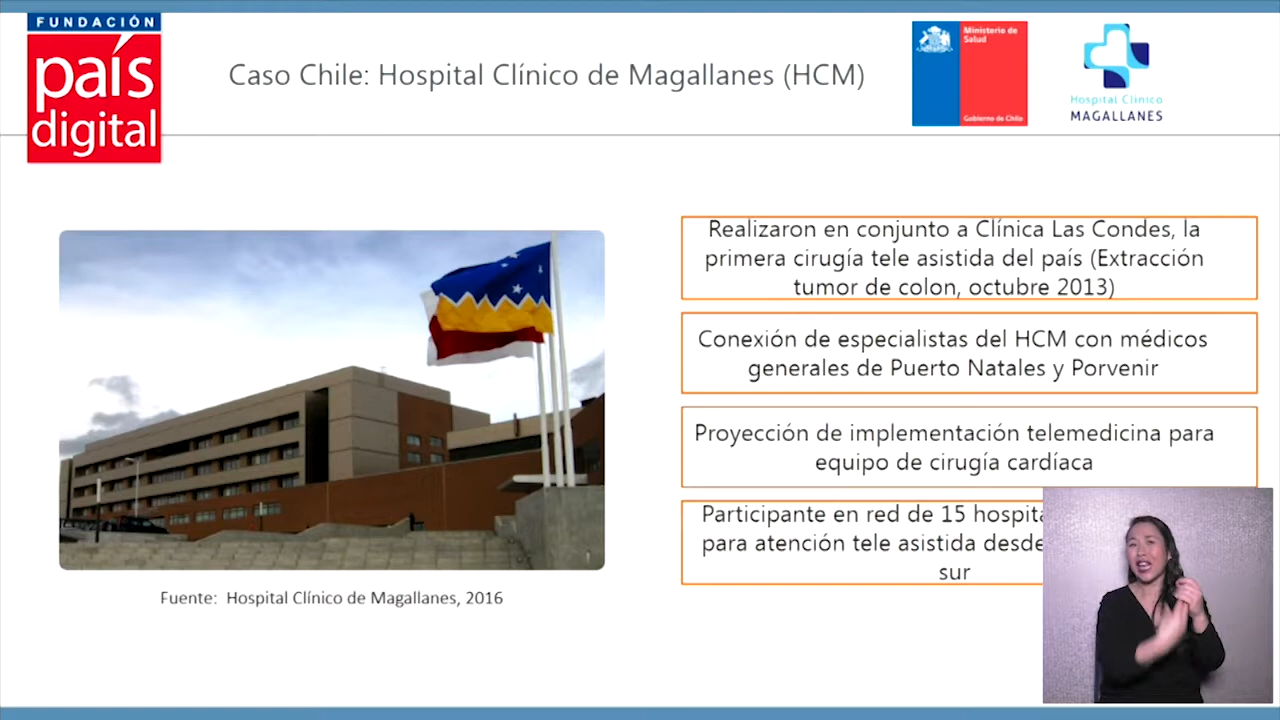 FUNDACIÓN
país
digital
Caso Chile: Hospital Clínico de Magallanes (HCM)
Ministerio de
Salud
Gobierno de Chile
Hospital Clínico
MAGALLANES
Realizaron en conjunto a Clínica Las Condes, la
primera cirugía tele asistida del país (Extracción
tumor de colon, octubre 2013)
Conexión de especialistas del HCM con médicos
generales de Puerto Natales y Porvenir
Proyección de implementación telemedicina para
equipo de cirugía cardíaca
Participante en red de 15
para atención tele asistida desde
sur
Fuente: Hospital Clínico de Magallanes, 2016